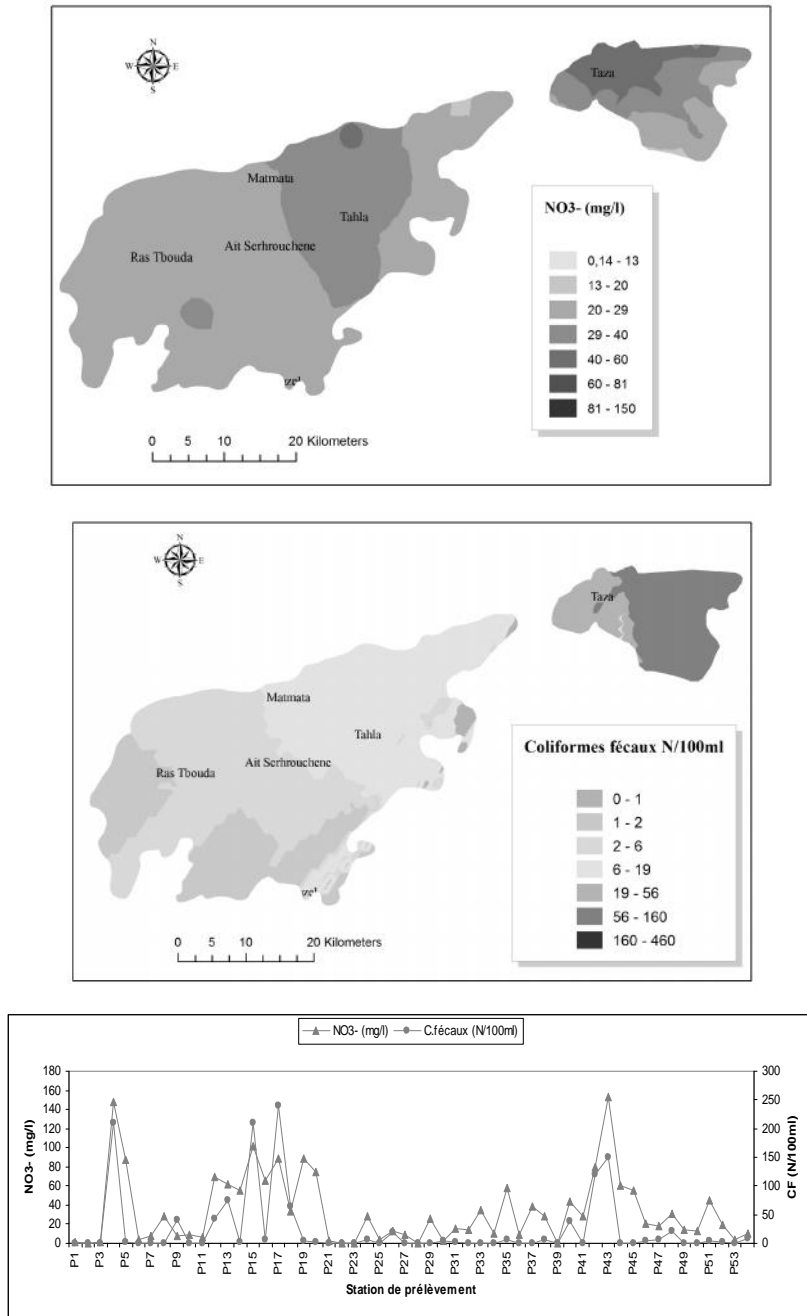 N
W E
S
Taza
Matmata
Tahla
Ait Serhrouchene
Ras Tbouda
NO3- (mg/l)
0,14 - 13
13 - 20
20 - 29
29 - 40
40 - 60
60 - 81
81 - 150
0 5 10 20 Kilometers
N
W E
S
Taza
Matmata
Tahla
Ait Serhrouchene
Ras Tbouda
Coliformes fécaux N/100ml
0 - 1
1 - 2
2 - 6
6 - 19
19 - 56
56 - 160
160 - 460
0 5 10 20 Kilometers
NO3- (mg/l) C.fécaux (N/100ml)
180
160
140
120
100
80
60
40
20
0
NO3- (mg/l)
300
250
200
150
100
50
0
CF (N/100ml)
P1 P3 P5 P7 P9 P11 P13 P15 P17 P19 P21 P23 P25 P27 P29 P31 P33 P35 P37 P39 P41 P43 P45 P47 P49 P51 P53
Station de prélèvement